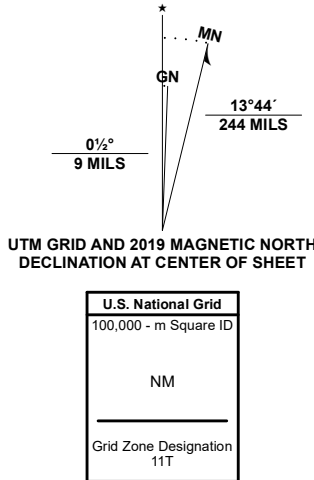 ★
MN
GN
13°44´
244 MILS
0½°
9 MILS
UTM GRID AND 2019 MAGNETIC NORTH
DECLINATION AT CENTER OF SHEET
U.S. National Grid
100,000 - m Square ID
NM
Grid Zone Designation
11T